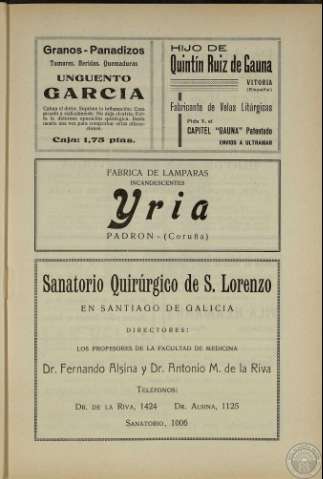 Granos - Panadizos
Tumores. Heridas. Quemaduras
UNGUENTO
GARCIA
Caja: 1,75 ptas.
HIJO DE
Quintín Ruiz de Gauna
VITORIA
(España)
Fabricante de Velas Litúrgicas
Pida V. el
CAPITEL "GAUNA" Patentado
ENVIOS A ULTRAMAR
FABRICA DE LAMPARAS
INCANDESCENTES
Yria
PADRON - (Coruña)
Sanatorio Quirúrgico de S. Lorenzo
EN SANTIAGO DE GALICIA
DIRECTORES:
LOS PROFESORES DE LA FACULTAD DE MEDICINA
Dr. Fernando Alsina y Dr. Antonio M. de la Riva
TELÉFONOS:
DR. DE LA RIVA, 1424 DR. ALSINA, 1125
SANATORIO, 1006